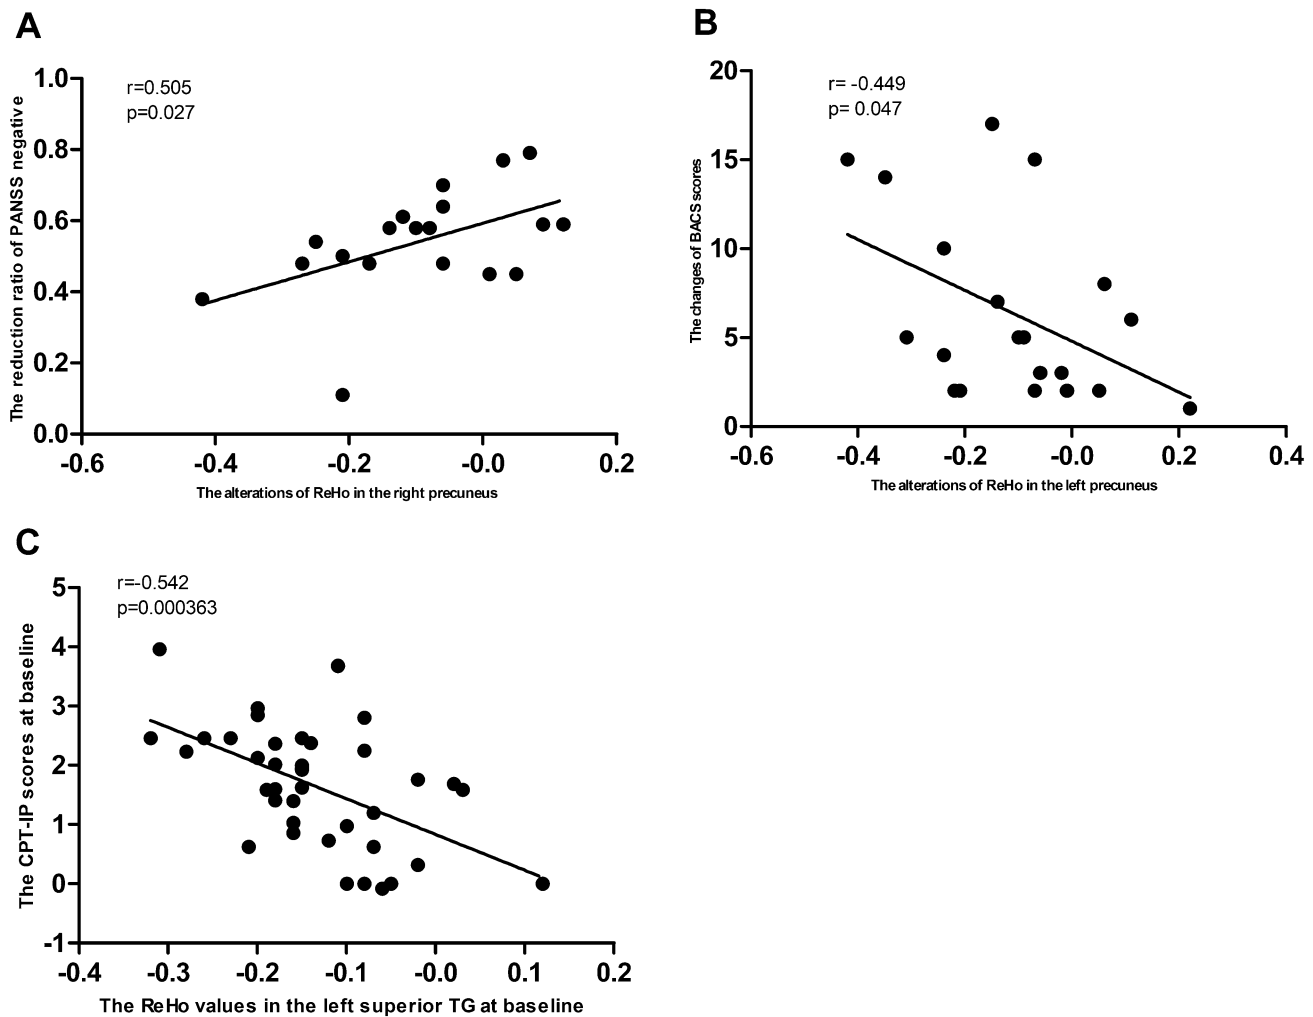 A
r=0.505
p=0.027
The reduction ratio of PANSS negative
1.0
0.8
0.6
0.4
0.2
0.0
-0.6 -0.4 -0.2 -0.0 0.2
The alterations of ReHo in the right precuneus
B
r= -0.449
p= 0.047
The changes of BACS scores
20
15
10
5
0
-0.6 -0.4 -0.2 -0.0 0.2 0.4
The alterations of ReHo in the left precuneus
C
r=-0.542
p=0.000363
The CPT-IP scores at baseline
5
4
3
2
1
0
-1
-0.4 -0.3 -0.2 -0.1 -0.0 0.1 0.2
The ReHo values in the left superior TG at baseline